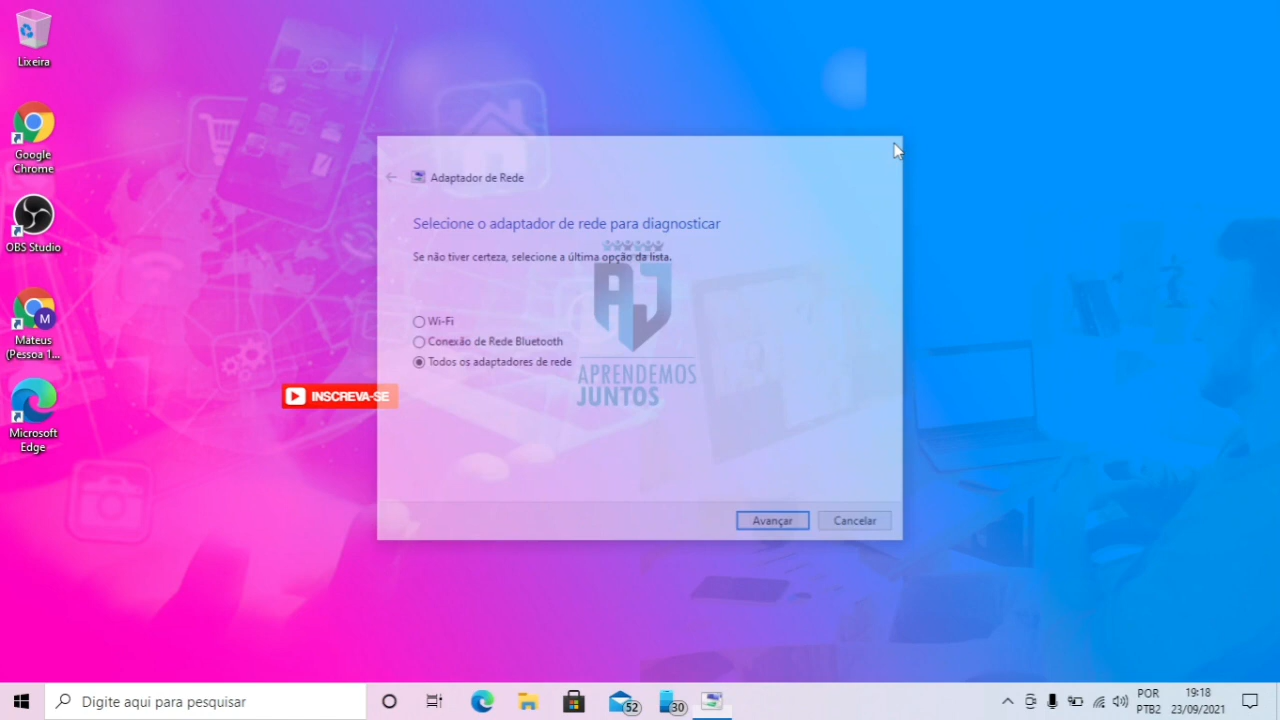 Lixeira
Google
Chrome
OBS Studio
M
Mateus
(Pessoa 1...
Microsoft
Edge
Adaptador de Rede
Selecione o adaptador de rede para diagnosticar
Se não tiver certeza, selecione a última opção da lista.
Wi-Fi
Conexão de Rede Bluetooth
Todos os adaptadores de rede
INSCREVA-SE
AJ
APRENDEMOS
JUNTOS
Avançar
Cancelar
Digite aqui para pesquisar
52
30
POR
PTB2
19:18
23/09/2021